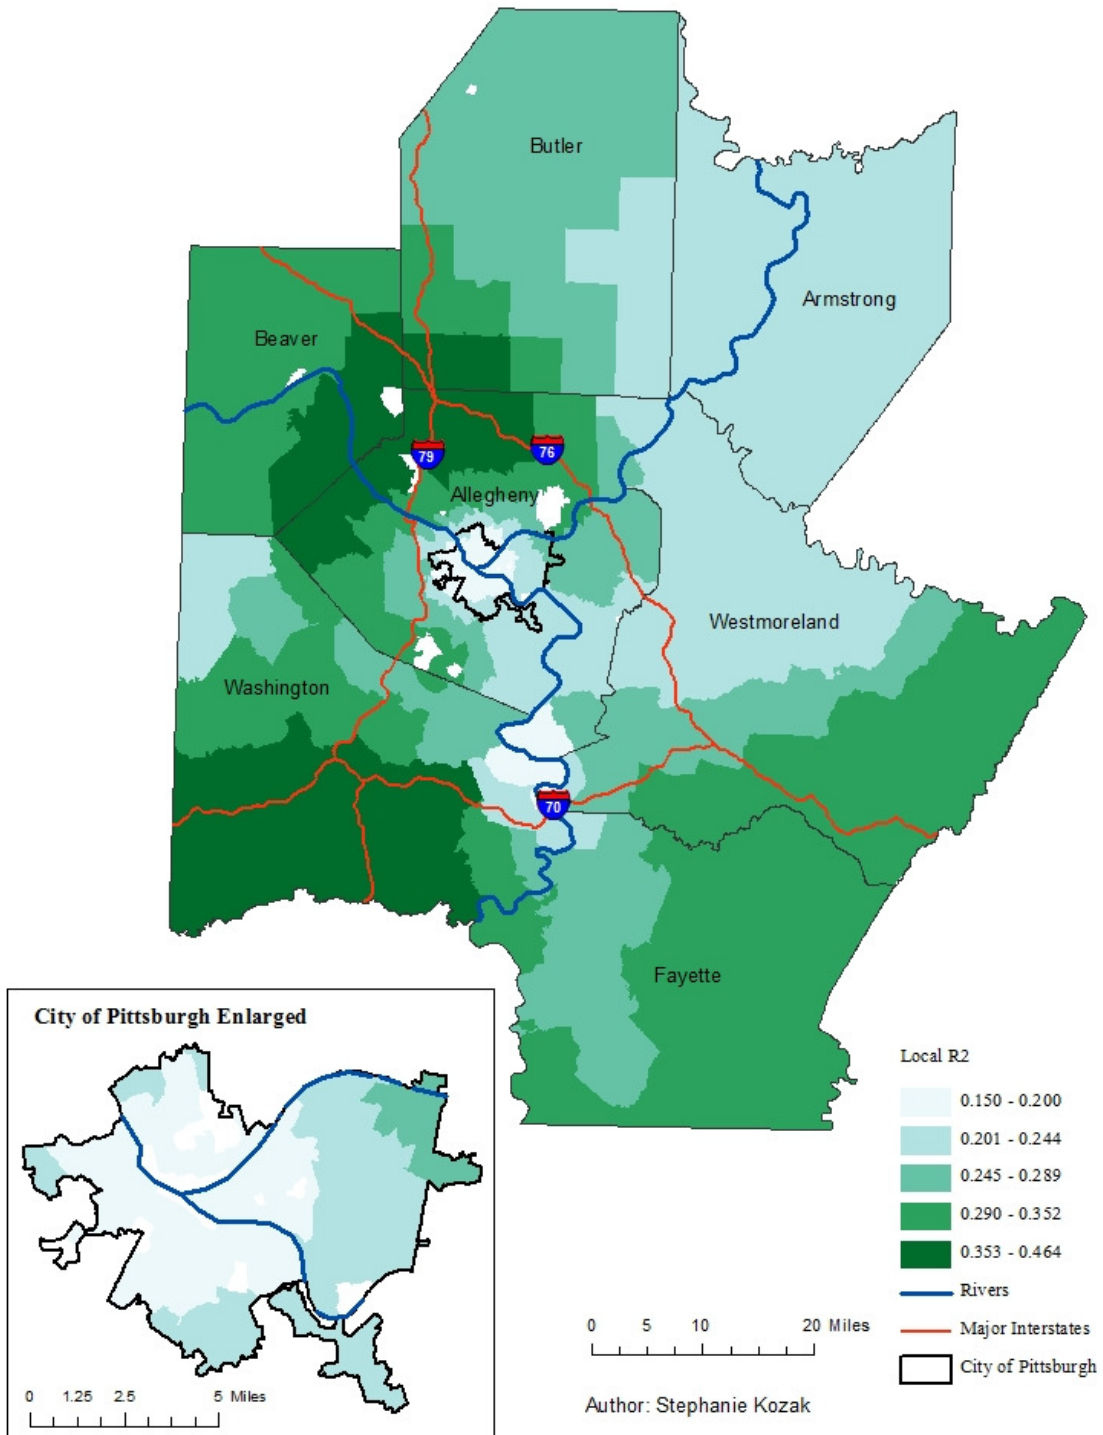 Butler
Armstrong
Beaver
79
76
Allegheny
Westmoreland
Washington
70
Fayette
City of Pittsburgh Enlarged
0 1.25 2.5 5 Miles
Local R2
0.150 - 0.200
0.201 - 0.244
0.245 - 0.289
0.290 - 0.352
0.353 - 0.464
Rivers
Major Interstates
City of Pittsburgh
0 5 10 20 Miles
Author: Stephanie Kozak